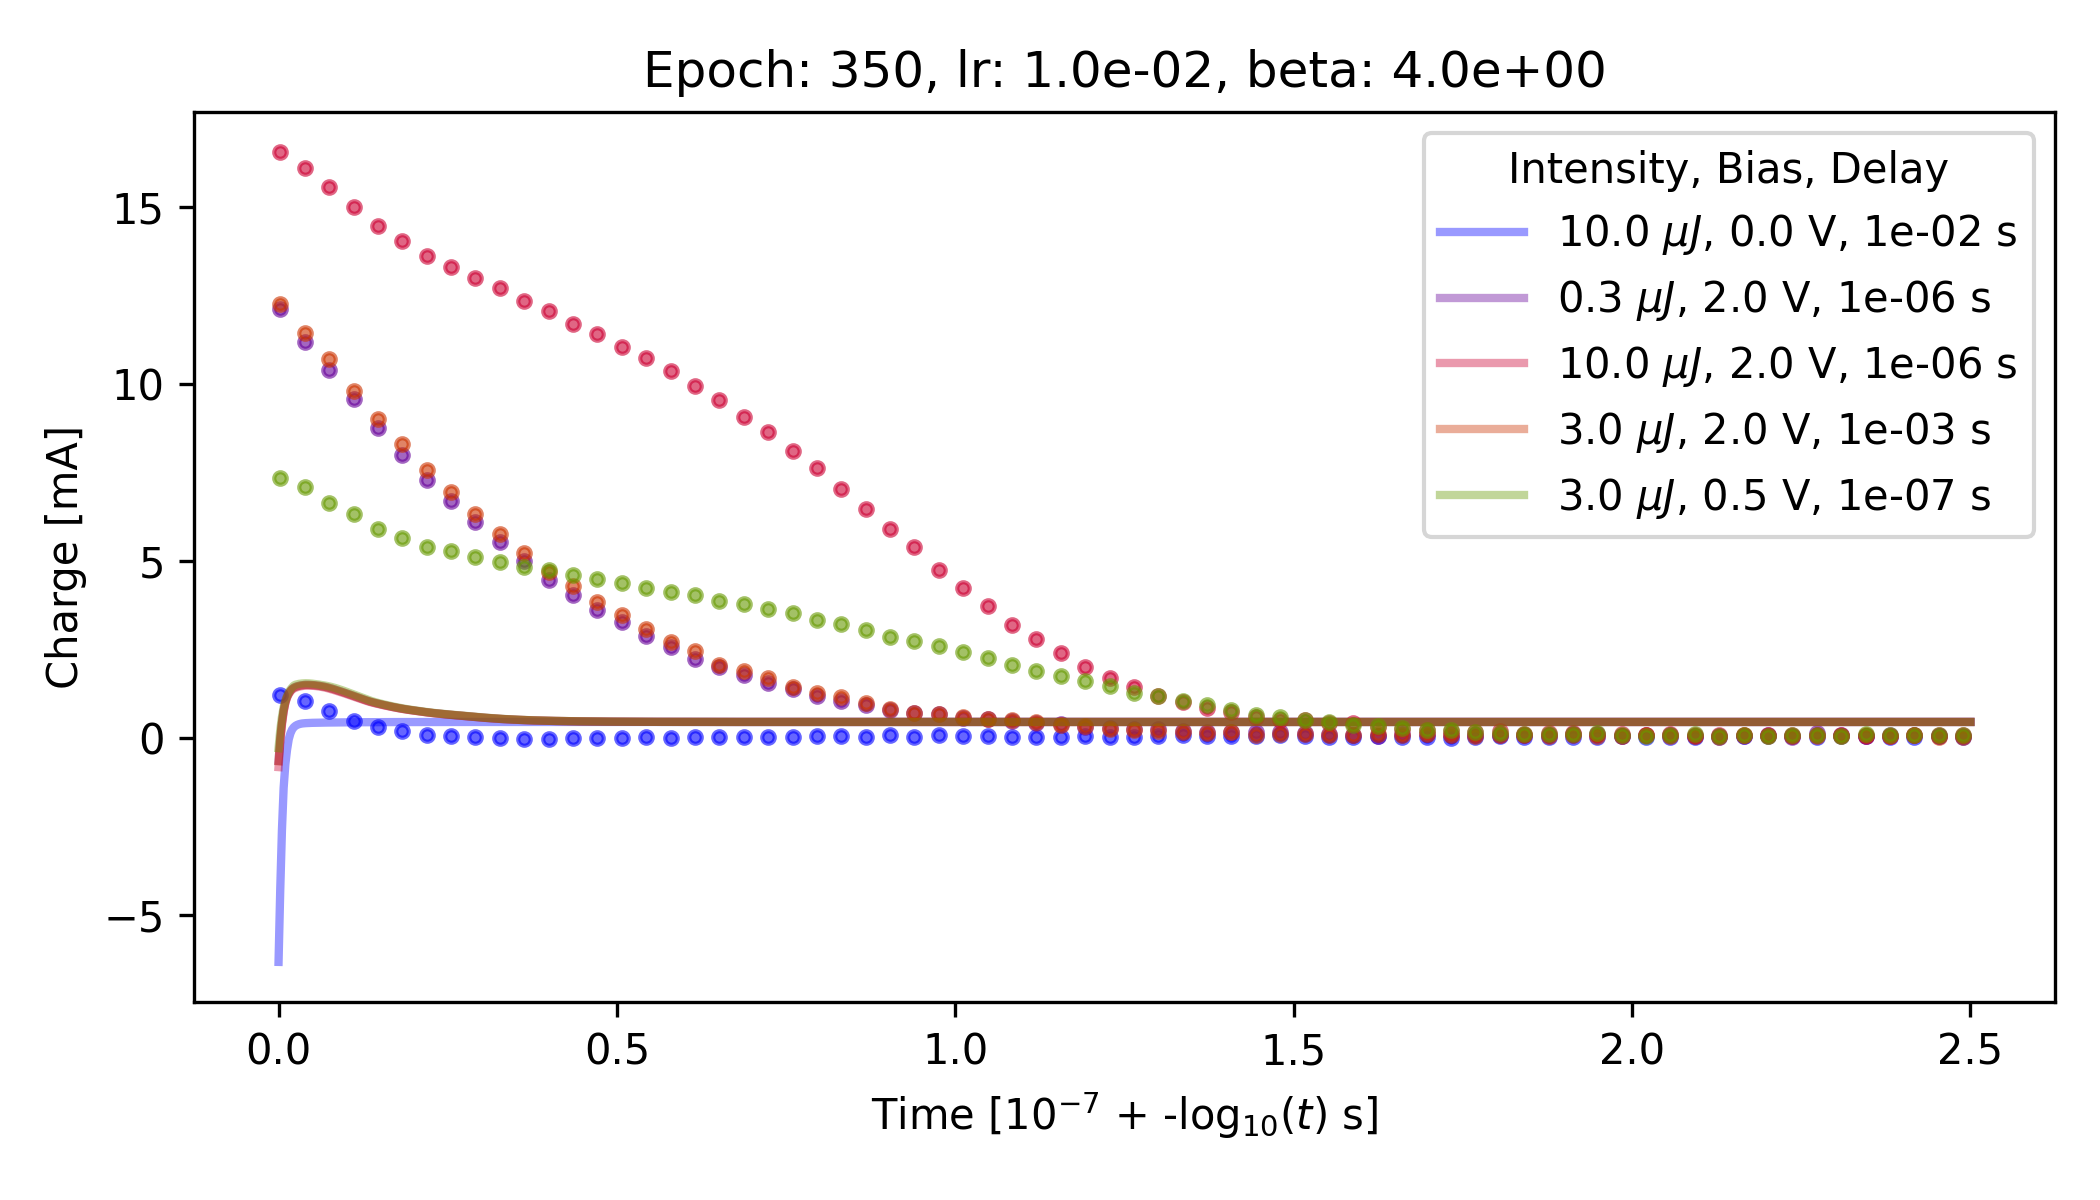 Epoch: 350, lr: 1.0e-02, beta: 4.0e+00
Intensity, Bias, Delay
10.0 μJ, 0.0 V, 1e-02 s
0.3 μJ, 2.0 V, 1e-06 s
10.0 μJ, 2.0 V, 1e-06 s
3.0 μJ, 2.0 V, 1e-03 s
3.0 μJ, 0.5 V, 1e-07 s
Charge [mA]
15
10
5
0
−5
0.0 0.5 1.0 1.5 2.0 2.5
Time [10⁻⁷ + -log₁₀(t) s]